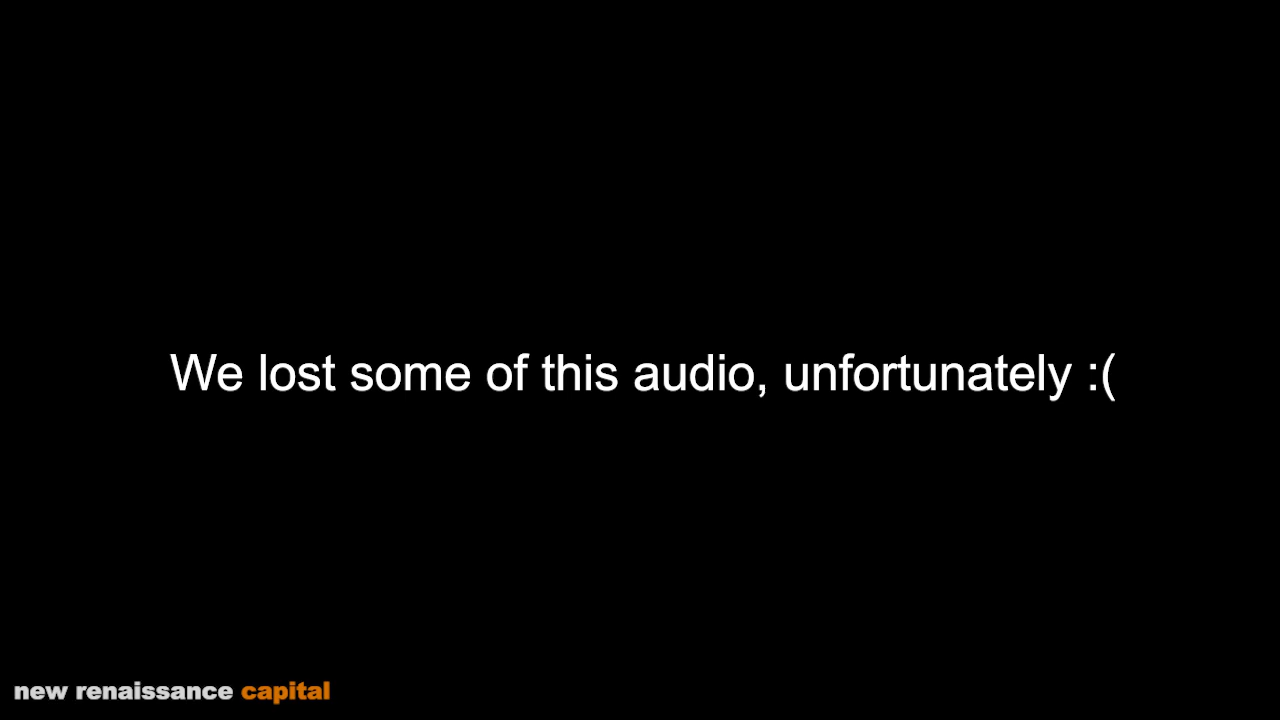 We lost some of this audio, unfortunately :(
new renaissance capital